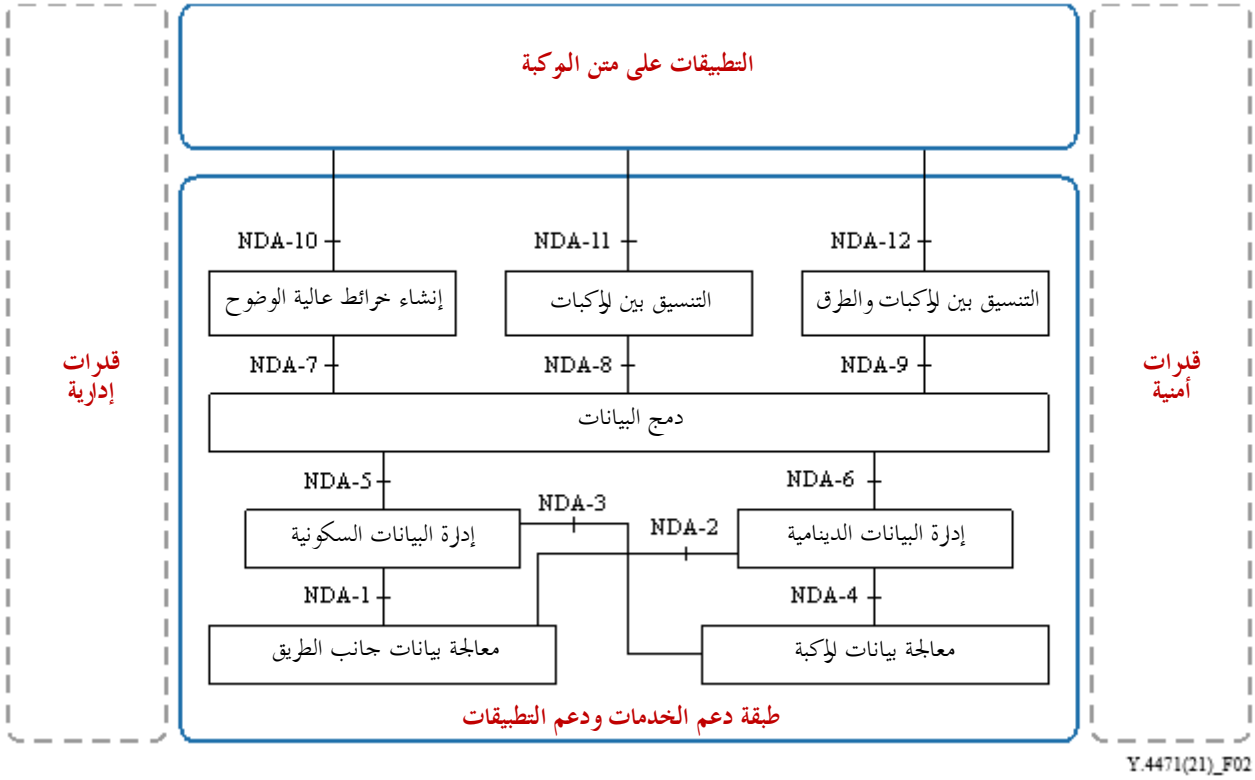 التطبيقات على متن المركبة
NDA-10
NDA-11
NDA-12
إنشاء خرائط عالية الوضوح
التنسيق بين المركبات
التنسيق بين المركبات والطرق
قدرات
إدارية
قدرات
أمنية
NDA-7
NDA-8
NDA-9
دمج البيانات
NDA-5
NDA-6
NDA-3
NDA-2
إدارة البيانات السكونية
إدارة البيانات الدينامية
NDA-1
NDA-4
معالجة بيانات جانب الطريق
معالجة بيانات المركبة
طبقة دعم الخدمات ودعم التطبيقات
Y.4471(21)_F02